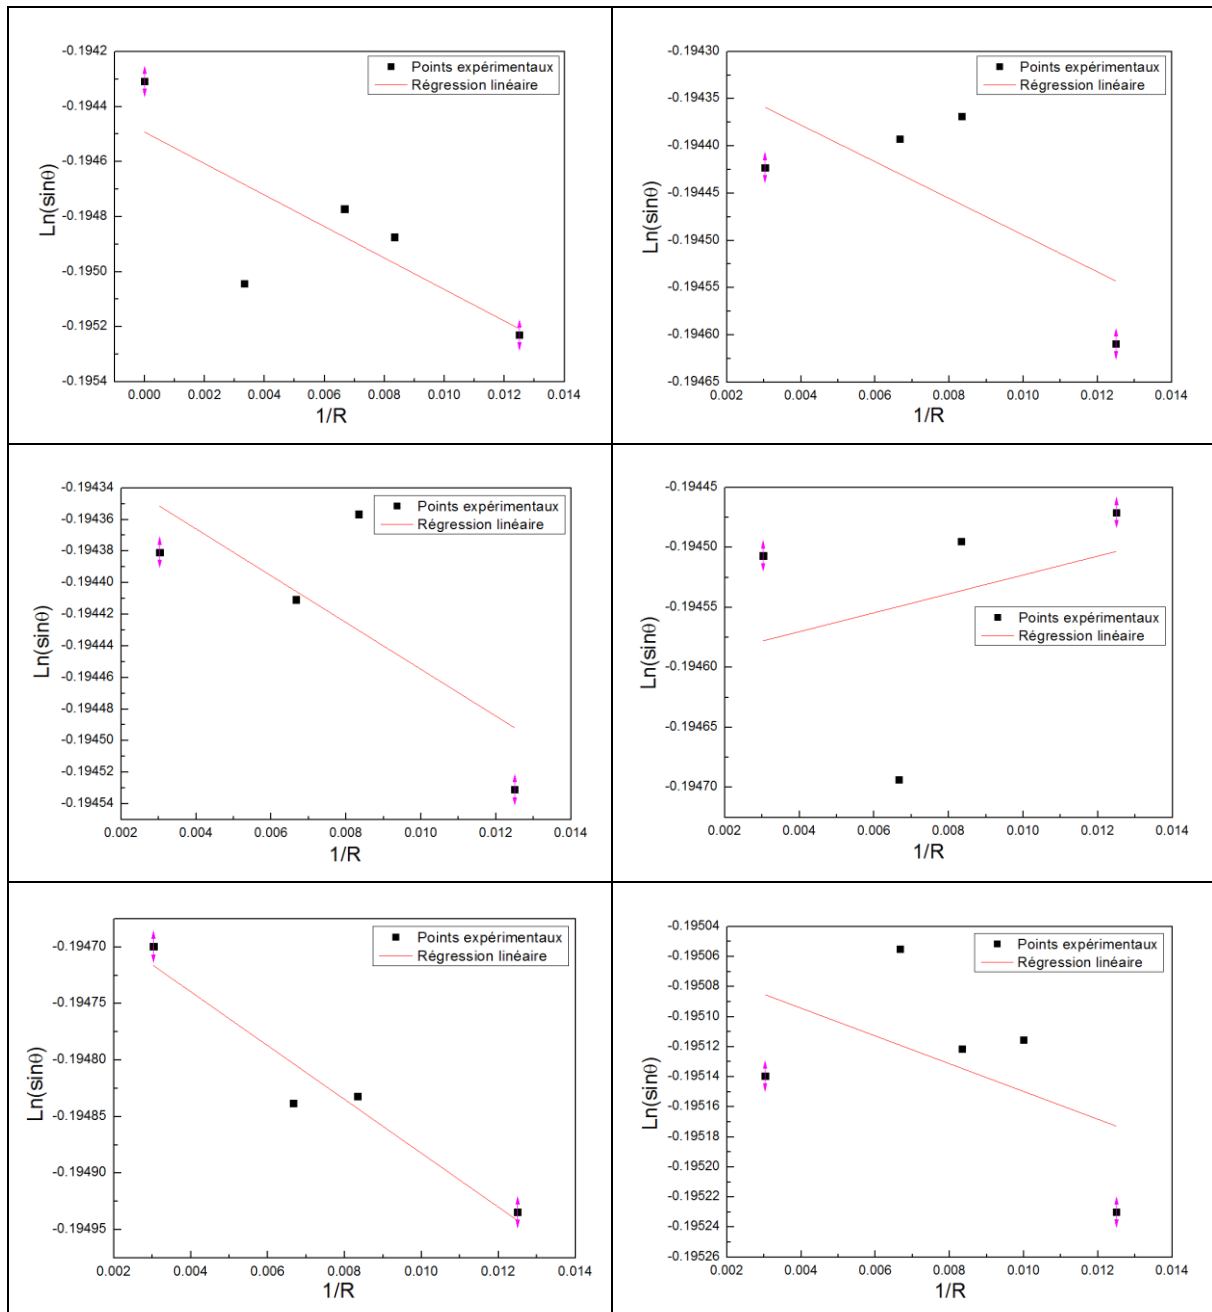 -0.1942
-0.1944
-0.1946
-0.1948
-0.1950
-0.1952
-0.1954
Ln(sinθ)
Points expérimentaux
Régression linéaire
0.000 0.002 0.004 0.006 0.008 0.010 0.012 0.014
1/R
-0.19430
-0.19435
-0.19440
-0.19445
-0.19450
-0.19455
-0.19460
-0.19465
Ln(sinθ)
Points expérimentaux
Régression linéaire
0.002 0.004 0.006 0.008 0.010 0.012 0.014
1/R
-0.19434
-0.19436
-0.19438
-0.19440
-0.19442
-0.19444
-0.19446
-0.19448
-0.19450
-0.19452
-0.19454
Ln(sinθ)
Points expérimentaux
Régression linéaire
0.002 0.004 0.006 0.008 0.010 0.012 0.014
1/R
-0.19445
-0.19450
-0.19455
-0.19460
-0.19465
-0.19470
Ln(sinθ)
Points expérimentaux
Régression linéaire
0.002 0.004 0.006 0.008 0.010 0.012 0.014
1/R
-0.19470
-0.19475
-0.19480
-0.19485
-0.19490
-0.19495
Ln(sinθ)
Points expérimentaux
Régression linéaire
0.002 0.004 0.006 0.008 0.010 0.012 0.014
1/R
-0.19504
-0.19506
-0.19508
-0.19510
-0.19512
-0.19514
-0.19516
-0.19518
-0.19520
-0.19522
-0.19524
-0.19526
Ln(sinθ)
Points expérimentaux
Régression linéaire
0.002 0.004 0.006 0.008 0.010 0.012 0.014
1/R